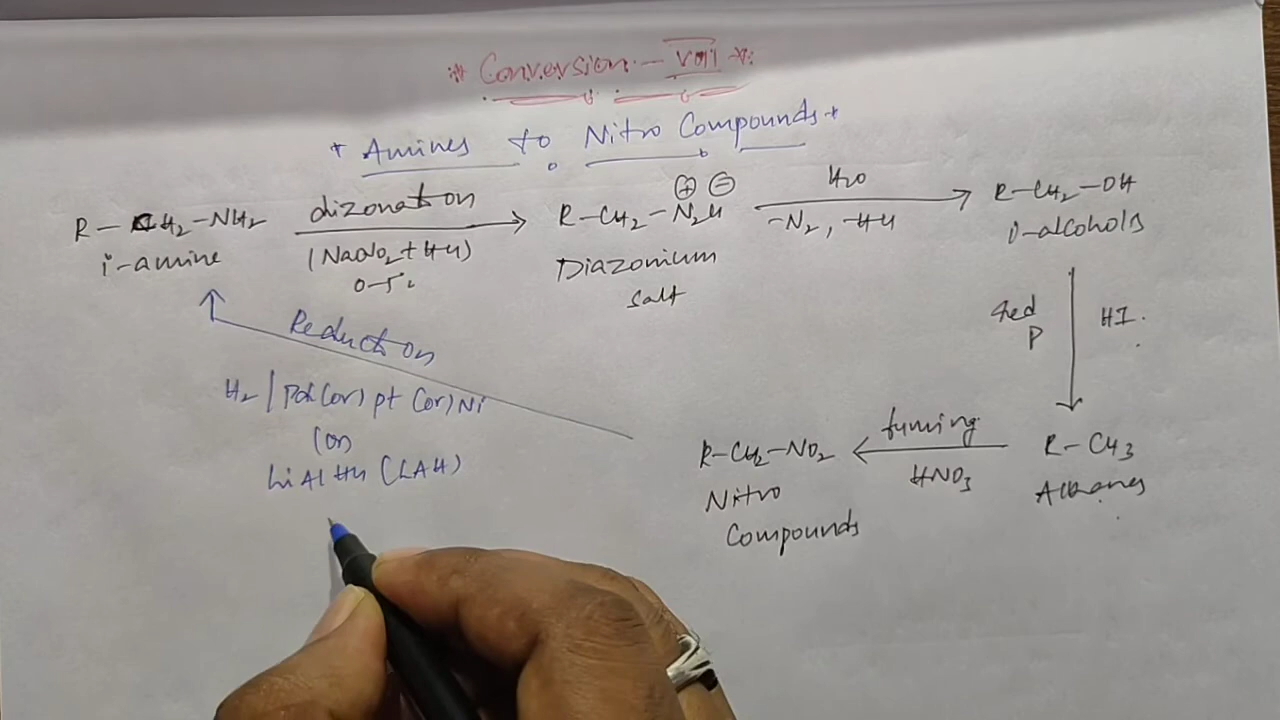 * Conversion - VIII *
* Amines to Nitro Compounds *
R-CH2-NH2
1°-amine
dizonation
(NaNO2 + HCl)
0-5°C
⊕ ⊖
R-CH2-N2Cl
Diazonium
Salt
H2O
-N2, -HCl
R-CH2-OH
1°-alcohols
red
P
HI.
R-CH3
Alkanes
fuming
HNO3
R-CH2-NO2
Nitro
Compounds
Reduction
H2 | Pd (or) pt (or) Ni
(or)
LiAlH4 (LAH)